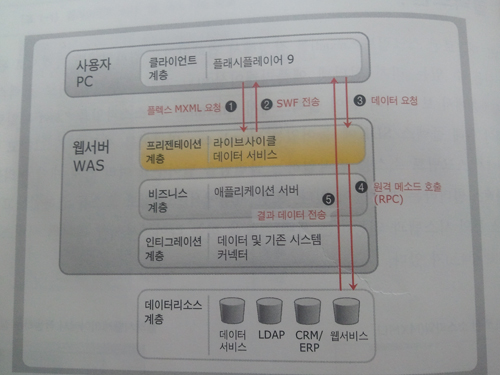 사용자
PC
클라이언트
계층
플래시플레이어 9
플렉스 MXML 요청 ❶
❷ SWF 전송
❸ 데이터 요청
웹서버
WAS
프리젠테이션
계층
라이브사이클
데이터 서비스
비즈니스
계층
애플리케이션 서버
❹ 원격 메소드 호출
(RPC)
❺
결과 데이터 전송
인티그레이션
계층
데이터 및 기존 시스템
커넥터
데이터리소스
계층
데이터
서비스
LDAP
CRM/
ERP
웹서비스